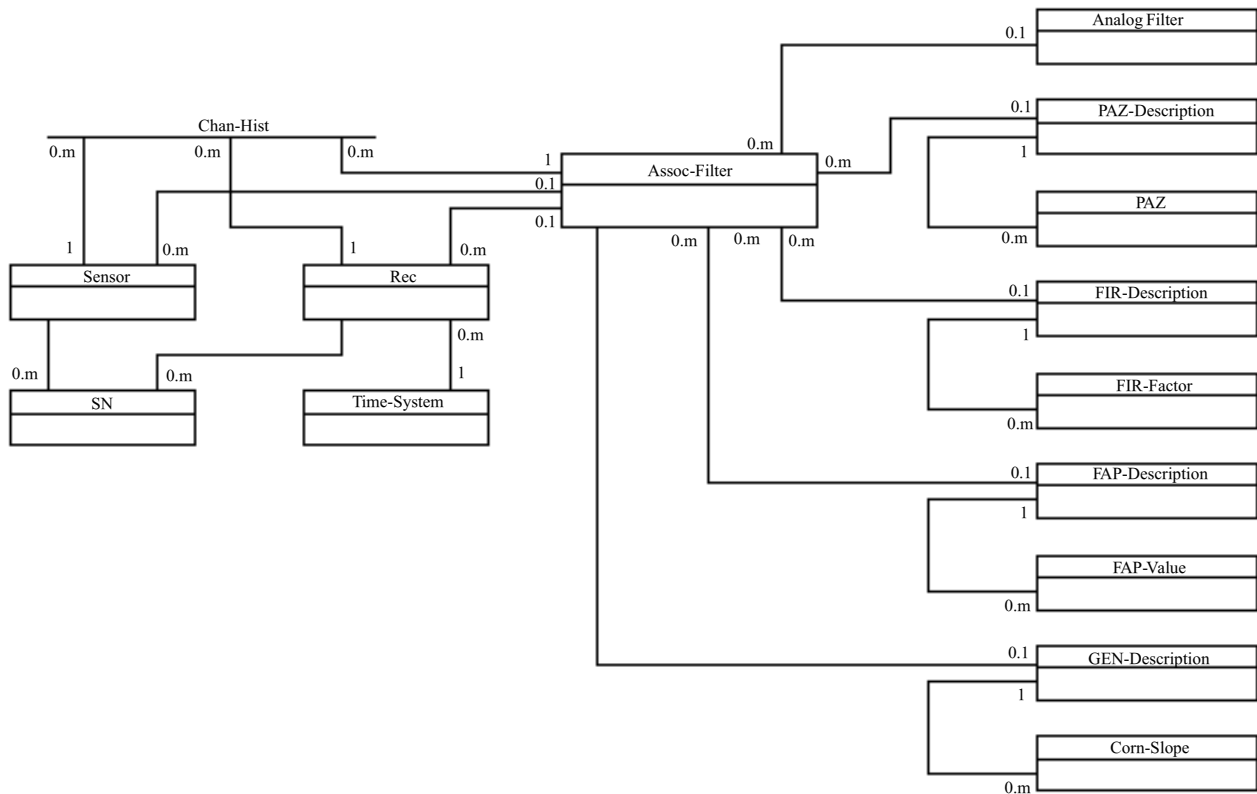 Analog Filter
0.1
0.1
PAZ-Description
Chan-Hist
0.m
0.m
0.m
0.m
0.m
1
1
Assoc-Filter
0.1
PAZ
0.1
0.m
0.m
0.m
0.m
1
0.m
1
0.m
Sensor
Rec
0.1
FIR-Description
0.m
1
0.m
0.m
1
FIR-Factor
SN
Time-System
0.m
0.1
FAP-Description
1
FAP-Value
0.m
0.1
GEN-Description
1
Corn-Slope
0.m